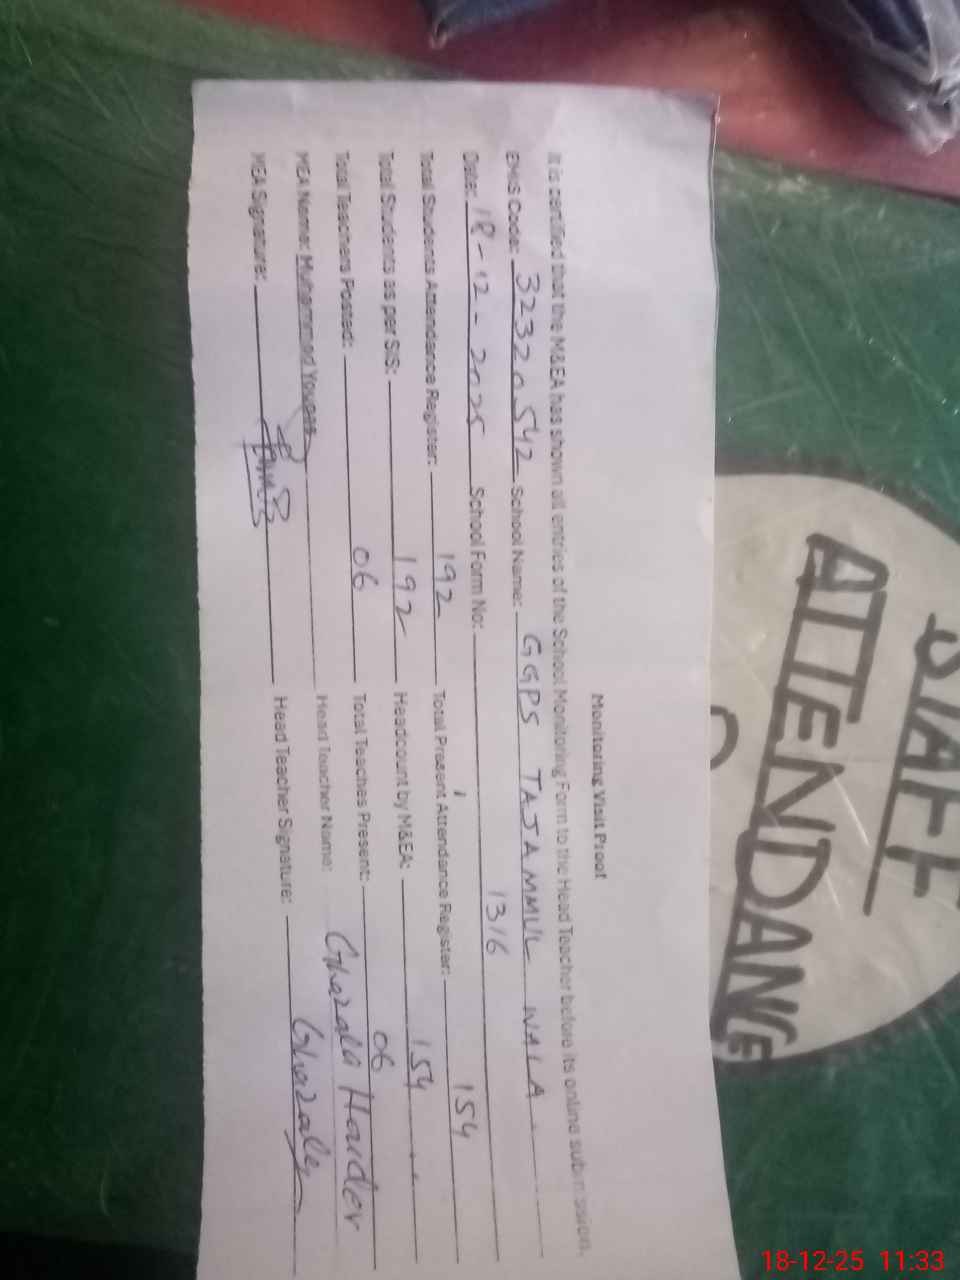 STAFF
ATTENDANCE
Monitoring Visit Proof
It is certified that the M&EA has shown all entries of the School Monitoring Form to the Head Teacher before its online submission.
EMIS Code: 32320542 School Name: GGPS TAJAMMUL WALA
Date: 18-12-2025 School Form No: 1316
Total Students Attendance Register: 192 Total Present Attendance Register: 154
Total Students as per SIS: 192 Headcount by M&EA: 154
Total Teachers Posted: 06 Total Teaches Present: 06
MEA Name: Muhammad Head Teacher Name: Ghazala Haider
MEA Signature: Head Teacher Signature: Ghazala
18-12-25 11:33